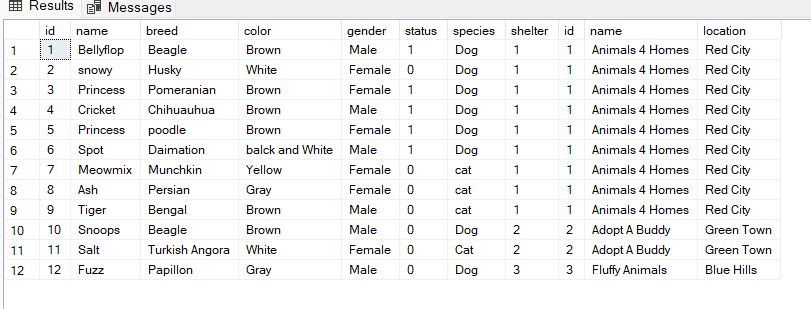 Results Messages
id name breed color gender status species shelter id name location
1 1 Bellyflop Beagle Brown Male 1 Dog 1 1 Animals 4 Homes Red City
2 2 snowy Husky White Female 0 Dog 1 1 Animals 4 Homes Red City
3 3 Princess Pomeranian Brown Female 1 Dog 1 1 Animals 4 Homes Red City
4 4 Cricket Chihuauhua Brown Male 1 Dog 1 1 Animals 4 Homes Red City
5 5 Princess poodle Brown Female 1 Dog 1 1 Animals 4 Homes Red City
6 6 Spot Daimation balck and White Male 1 Dog 1 1 Animals 4 Homes Red City
7 7 Meowmix Munchkin Yellow Female 0 cat 1 1 Animals 4 Homes Red City
8 8 Ash Persian Gray Female 0 cat 1 1 Animals 4 Homes Red City
9 9 Tiger Bengal Brown Male 0 cat 1 1 Animals 4 Homes Red City
10 10 Snoops Beagle Brown Male 0 Dog 2 2 Adopt A Buddy Green Town
11 11 Salt Turkish Angora White Female 0 Cat 2 2 Adopt A Buddy Green Town
12 12 Fuzz Papillon Gray Male 0 Dog 3 3 Fluffy Animals Blue Hills